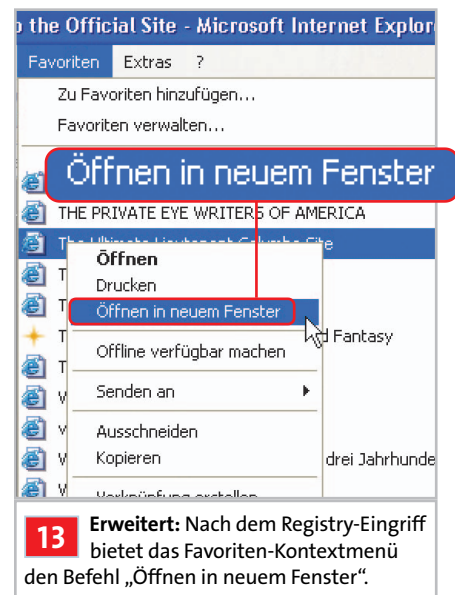 the Official Site - Microsoft Internet Explor
Favoriten Extras ?
Zu Favoriten hinzufügen...
Favoriten verwalten...
Öffnen in neuem Fenster
THE PRIVATE EYE WRITERS OF AMERICA
The Ultimate Lieutenant Columbo Site
Öffnen
Drucken
Öffnen in neuem Fenster
d Fantasy
Offline verfügbar machen
Senden an
Ausschneiden
Kopieren
drei Jahrhunde
Verknüpfung erstellen
13 Erweitert: Nach dem Registry-Eingriff
bietet das Favoriten-Kontextmenü
den Befehl „Öffnen in neuem Fenster“.